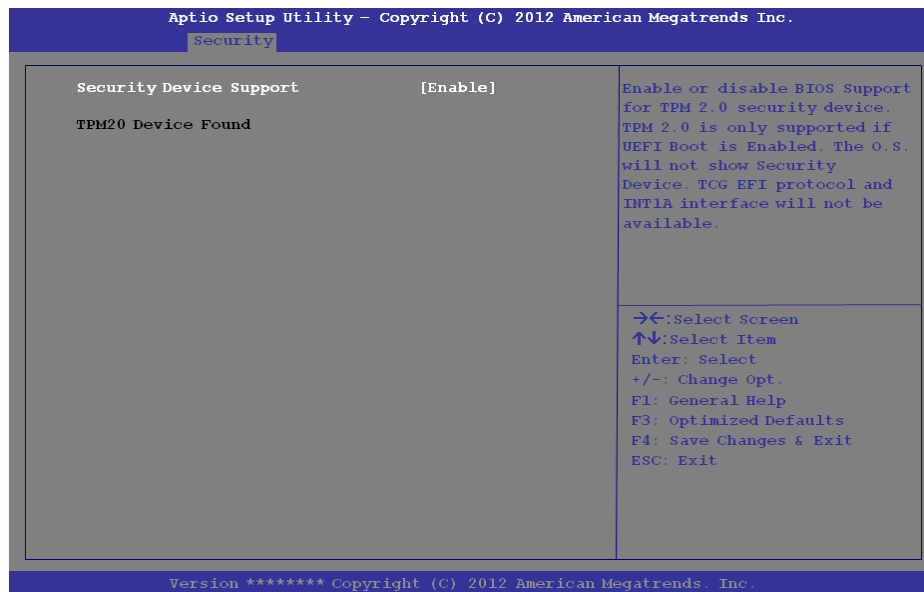 Aptio Setup Utility – Copyright (C) 2012 American Megatrends Inc.
Security
Security Device Support [Enable]
TPM20 Device Found
Enable or disable BIOS Support
for TPM 2.0 security device.
TPM 2.0 is only supported if
UEFI Boot is Enabled. The O.S.
will not show Security
Device. TCG EFI protocol and
INT1A interface will not be
available.
→←:Select Screen
↑↓:Select Item
Enter: Select
+/-: Change Opt.
F1: General Help
F3: Optimized Defaults
F4: Save Changes & Exit
ESC: Exit
Version ******** Copyright (C) 2012 American Megatrends. Inc.